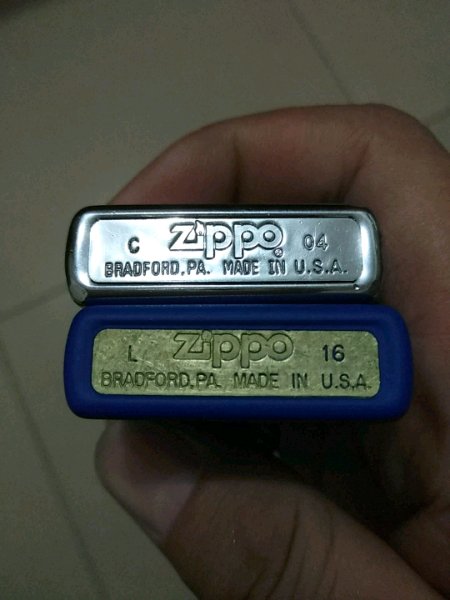 C Zippo® 04
BRADFORD,PA. MADE IN U.S.A.
L Zippo 16
BRADFORD,PA. MADE IN U.S.A.